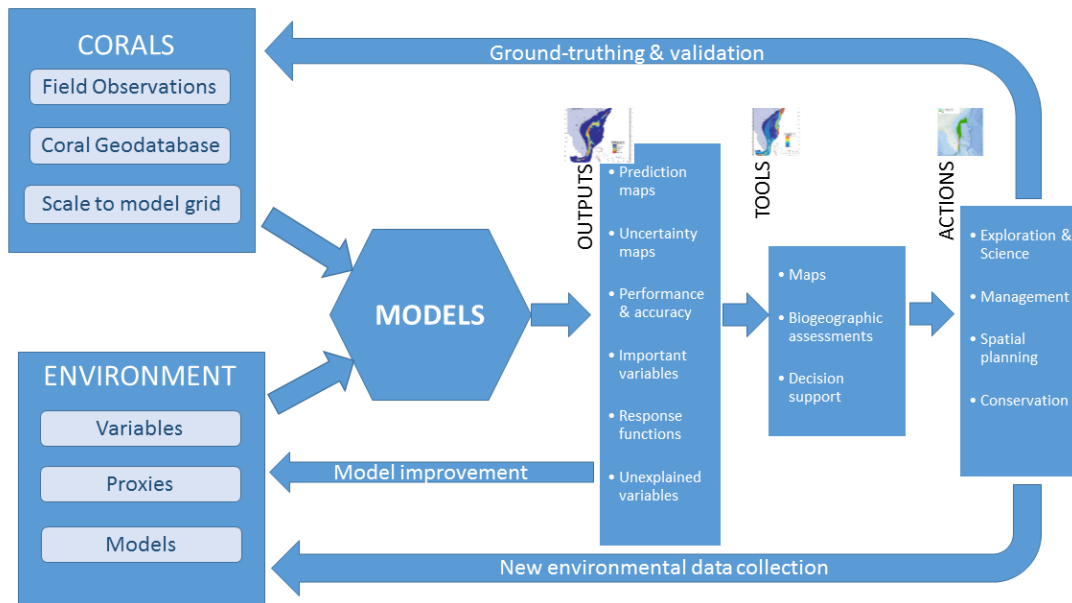 CORALS
Field Observations
Coral Geodatabase
Scale to model grid
Ground-truthing & validation
ENVIRONMENT
Variables
Proxies
Models
MODELS
OUTPUTS
• Prediction
maps
• Uncertainty
maps
• Performance
& accuracy
• Important
variables
• Response
functions
• Unexplained
variables
TOOLS
• Maps
• Biogeographic
assessments
• Decision
support
ACTIONS
• Exploration &
Science
• Management
• Spatial
planning
• Conservation
Model improvement
New environmental data collection